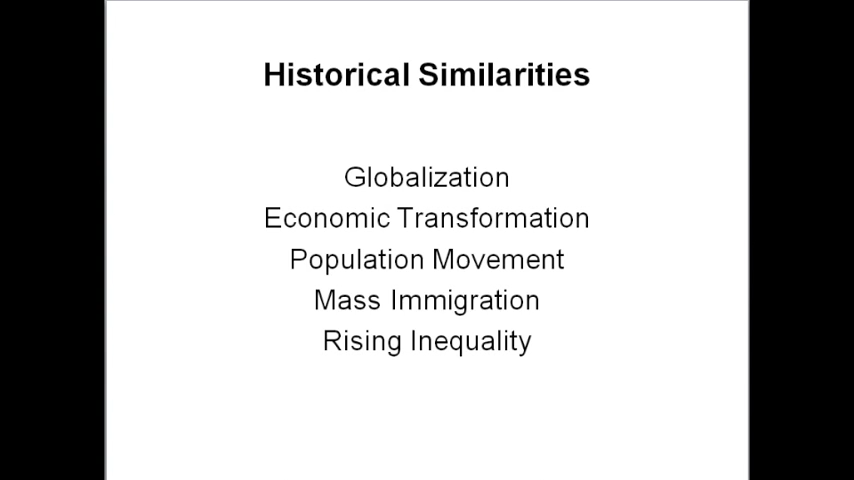 Historical Similarities
Globalization
Economic Transformation
Population Movement
Mass Immigration
Rising Inequality